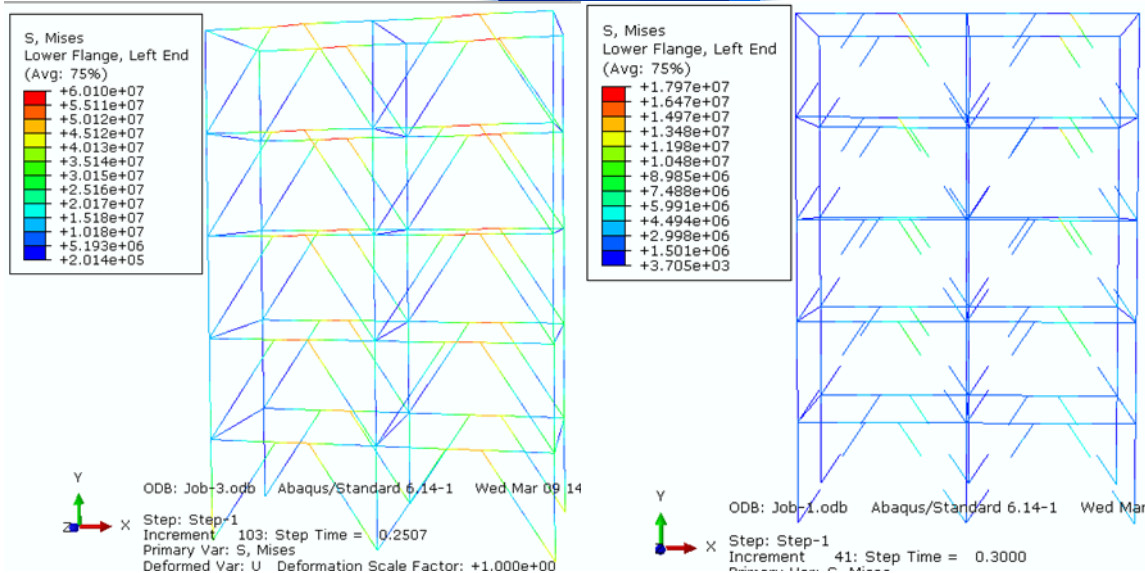 S, Mises
Lower Flange, Left End
(Avg: 75%)
+6.010e+07
+5.511e+07
+5.012e+07
+4.512e+07
+4.013e+07
+3.514e+07
+3.015e+07
+2.516e+07
+2.017e+07
+1.518e+07
+1.018e+07
+5.193e+06
+2.014e+05
Y
Z
X
ODB: Job-3.odb Abaqus/Standard 6.14-1 Wed Mar 09 14
Step: Step-1
Increment 103: Step Time = 0.2507
Primary Var: S, Mises
Deformed Var: U Deformation Scale Factor: +1.000e+00
S, Mises
Lower Flange, Left End
(Avg: 75%)
+1.797e+07
+1.647e+07
+1.497e+07
+1.348e+07
+1.198e+07
+1.048e+07
+8.985e+06
+7.488e+06
+5.991e+06
+4.494e+06
+2.998e+06
+1.501e+06
+3.705e+03
Y
X
ODB: Job-1.odb Abaqus/Standard 6.14-1 Wed Mar
Step: Step-1
Increment 41: Step Time = 0.3000
Primary Var: S, Mises